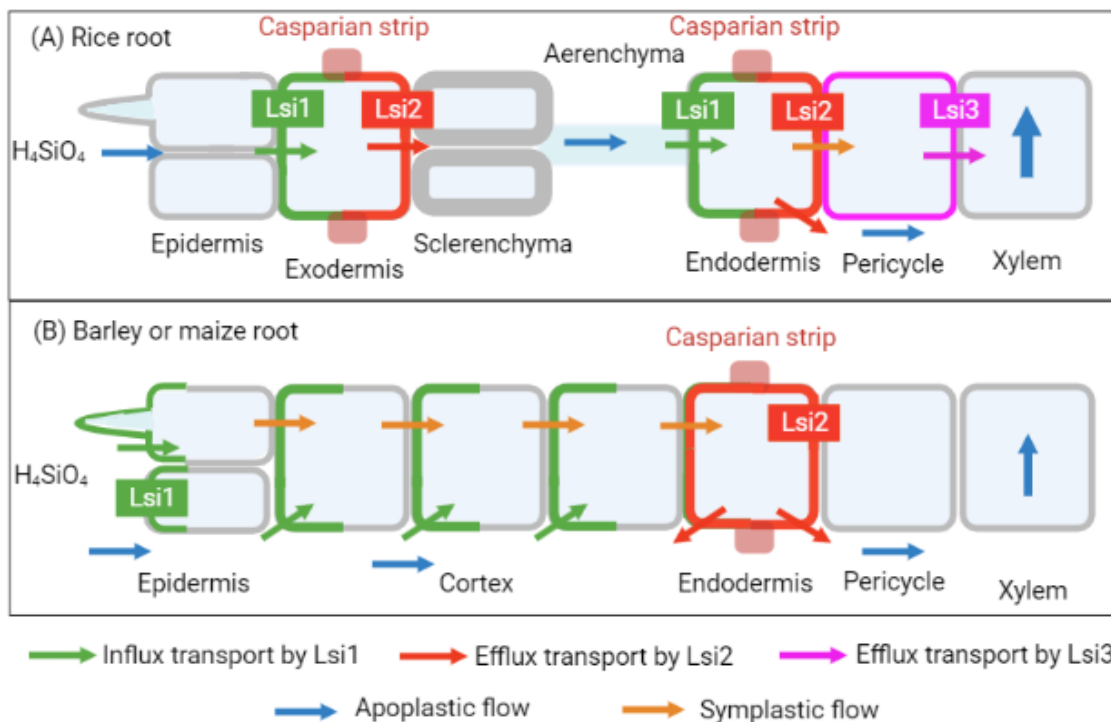 (A) Rice root
Casparian strip
Casparian strip
Aerenchyma
Lsi1
Lsi2
Lsi1
Lsi2
Lsi3
H₄SiO₄
Epidermis
Exodermis
Sclerenchyma
Endodermis
Pericycle
Xylem
(B) Barley or maize root
Casparian strip
Lsi2
H₄SiO₄
Lsi1
Epidermis
Cortex
Endodermis
Pericycle
Xylem
Influx transport by Lsi1
Efflux transport by Lsi2
Efflux transport by Lsi3
Apoplastic flow
Symplastic flow